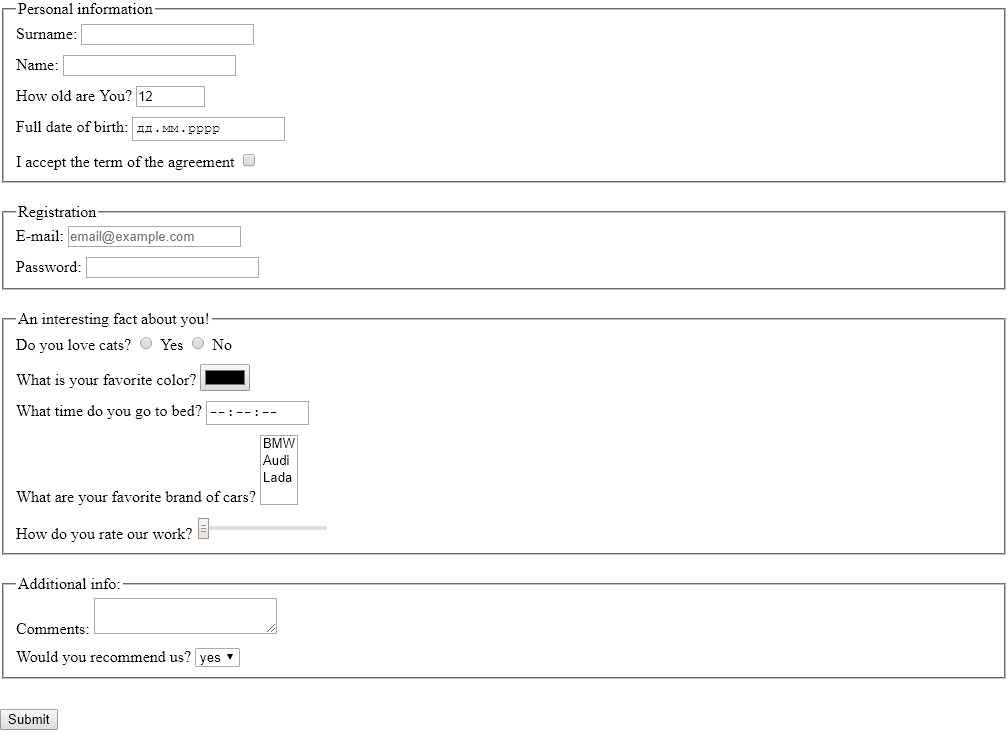 Personal information
Surname:
Name:
How old are You? 12
Full date of birth: дд.мм.рррр
I accept the term of the agreement
Registration
E-mail: email@example.com
Password:
An interesting fact about you!
Do you love cats? Yes No
What is your favorite color?
What time do you go to bed? --:--:--
BMW
Audi
Lada
What are your favorite brand of cars?
How do you rate our work?
Additional info:
Comments:
Would you recommend us? yes
Submit